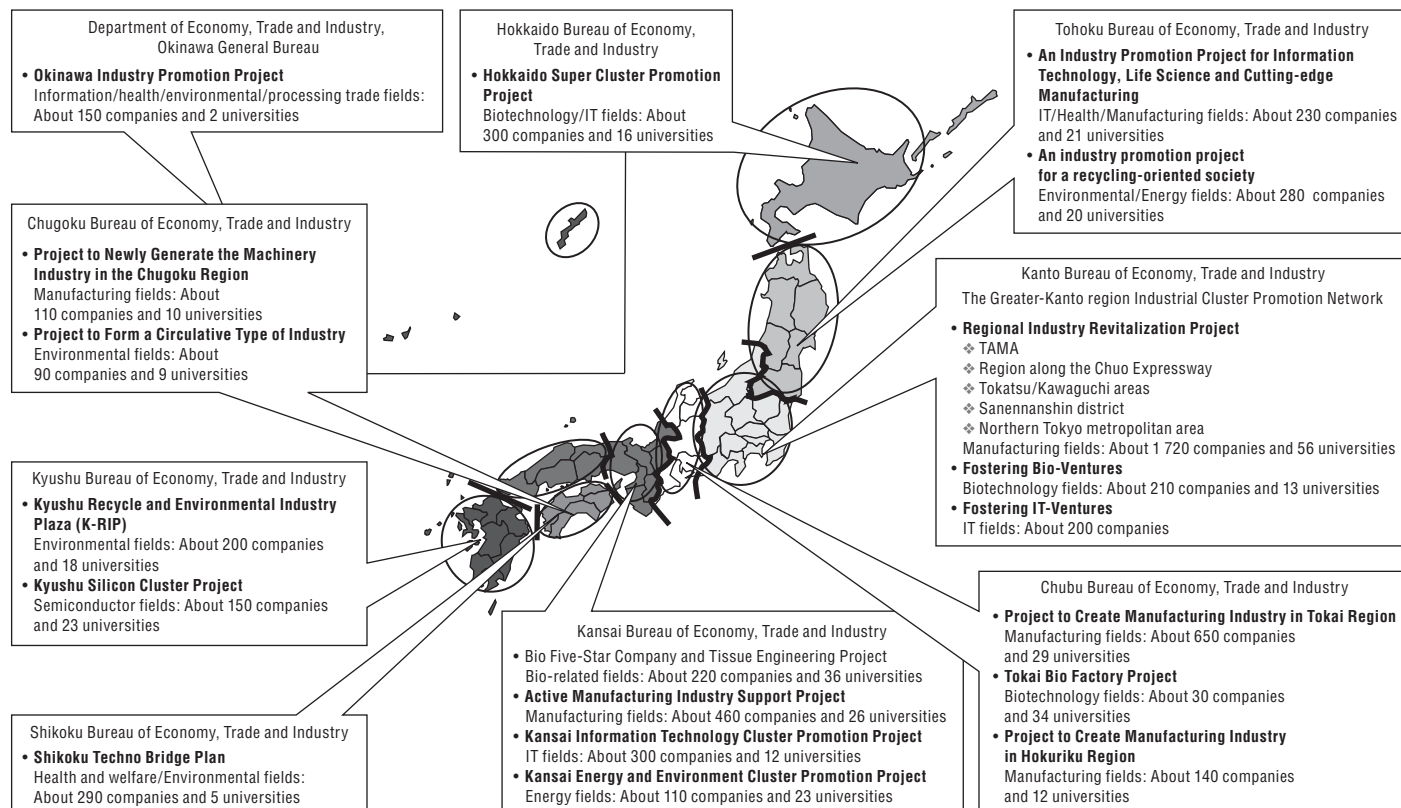 Department of Economy, Trade and Industry,
Okinawa General Bureau
• Okinawa Industry Promotion Project
Information/health/environmental/processing trade fields:
About 150 companies and 2 universities
Hokkaido Bureau of Economy,
Trade and Industry
• Hokkaido Super Cluster Promotion
Project
Biotechnology/IT fields: About
300 companies and 16 universities
Tohoku Bureau of Economy, Trade and Industry
• An Industry Promotion Project for Information
Technology, Life Science and Cutting-edge
Manufacturing
IT/Health/Manufacturing fields: About 230 companies
and 21 universities
• An industry promotion project
for a recycling-oriented society
Environmental/Energy fields: About 280 companies
and 20 universities
Chugoku Bureau of Economy, Trade and Industry
• Project to Newly Generate the Machinery
Industry in the Chugoku Region
Manufacturing fields: About
110 companies and 10 universities
• Project to Form a Circulative Type of Industry
Environmental fields: About
90 companies and 9 universities
Kanto Bureau of Economy, Trade and Industry
The Greater-Kanto region Industrial Cluster Promotion Network
• Regional Industry Revitalization Project
❖ TAMA
❖ Region along the Chuo Expressway
❖ Tokatsu/Kawaguchi areas
❖ Sanennanshin district
❖ Northern Tokyo metropolitan area
Manufacturing fields: About 1 720 companies and 56 universities
• Fostering Bio-Ventures
Biotechnology fields: About 210 companies and 13 universities
• Fostering IT-Ventures
IT fields: About 200 companies
Kyushu Bureau of Economy, Trade and Industry
• Kyushu Recycle and Environmental Industry
Plaza (K-RIP)
Environmental fields: About 200 companies
and 18 universities
• Kyushu Silicon Cluster Project
Semiconductor fields: About 150 companies
and 23 universities
Shikoku Bureau of Economy, Trade and Industry
• Shikoku Techno Bridge Plan
Health and welfare/Environmental fields:
About 290 companies and 5 universities
Kansai Bureau of Economy, Trade and Industry
• Bio Five-Star Company and Tissue Engineering Project
Bio-related fields: About 220 companies and 36 universities
• Active Manufacturing Industry Support Project
Manufacturing fields: About 460 companies and 26 universities
• Kansai Information Technology Cluster Promotion Project
IT fields: About 300 companies and 12 universities
• Kansai Energy and Environment Cluster Promotion Project
Energy fields: About 110 companies and 23 universities
Chubu Bureau of Economy, Trade and Industry
• Project to Create Manufacturing Industry in Tokai Region
Manufacturing fields: About 650 companies
and 29 universities
• Tokai Bio Factory Project
Biotechnology fields: About 30 companies
and 34 universities
• Project to Create Manufacturing Industry
in Hokuriku Region
Manufacturing fields: About 140 companies
and 12 universities